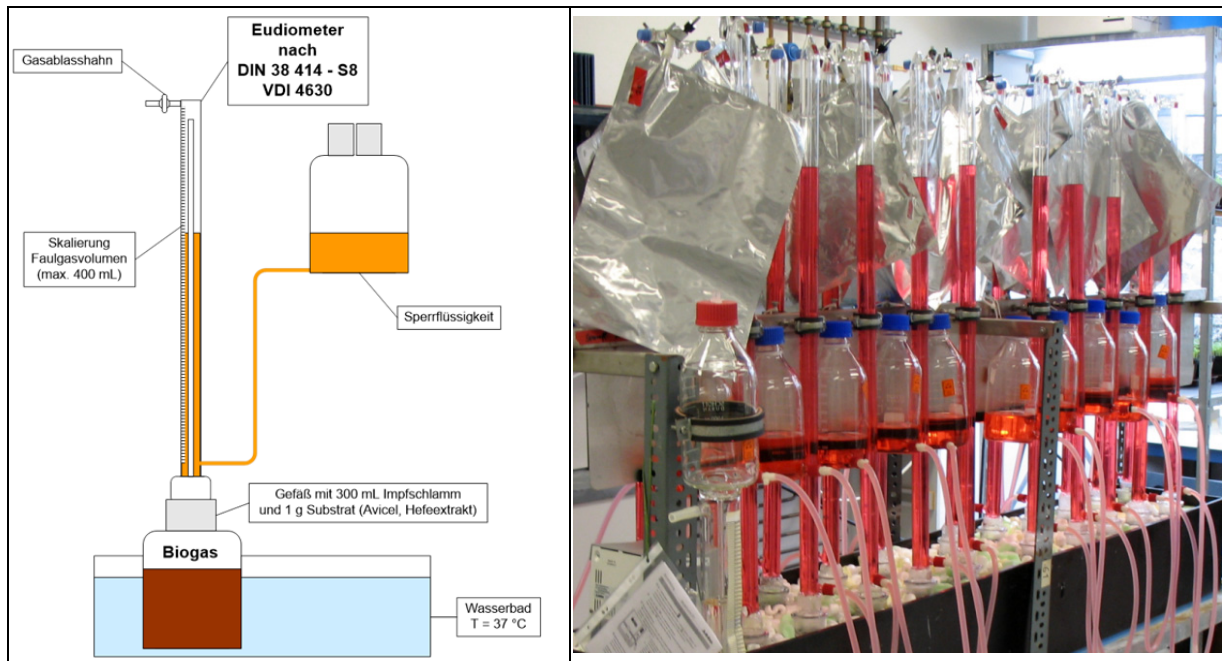 Eudiometer
nach
DIN 38 414 - S8
VDI 4630
Gasablasshahn
Skalierung
Faulgasvolumen
(max. 400 mL)
Sperrflüssigkeit
Gefäß mit 300 mL Impfschlamm
und 1 g Substrat (Avicel, Hefeextrakt)
Biogas
Wasserbad
T = 37 °C